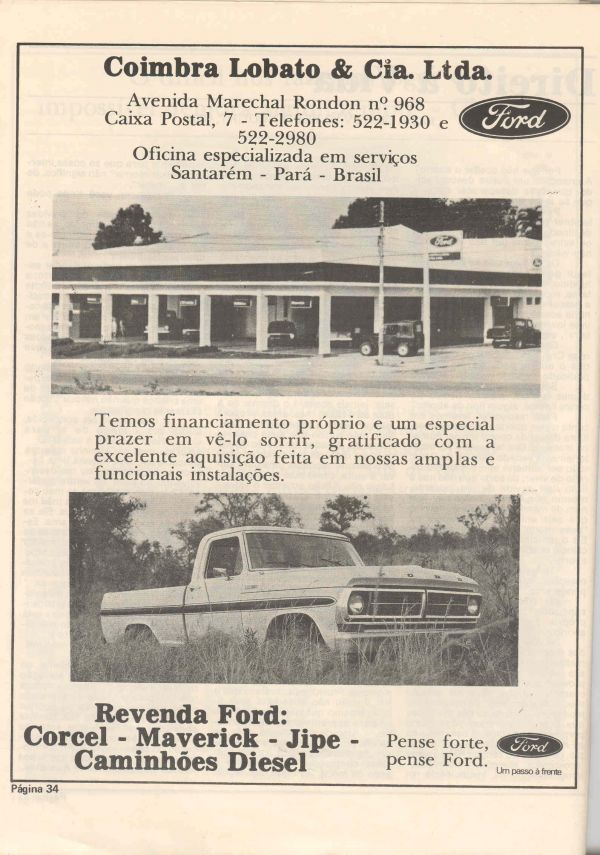 Coimbra Lobato & Cia. Ltda.
Avenida Marechal Rondon nº 968
Caixa Postal, 7 - Telefones: 522-1930 e
522-2980
Oficina especializada em serviços
Santarém - Pará - Brasil
Ford
Ford
Temos financiamento próprio e um especial
prazer em vê-lo sorrir, gratificado com a
excelente aquisição feita em nossas amplas e
funcionais instalações.
FORD
Revenda Ford:
Corcel - Maverick - Jipe -
Caminhões Diesel
Pense forte,
pense Ford.
Ford
Um passo à frente
Página 34